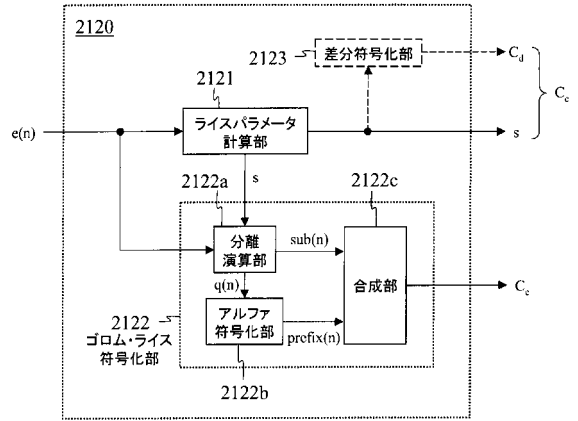 2120
2123
差分符号化部
C_d
C_c
2121
e(n)
ライスパラメータ
計算部
s
s
2122a
2122c
分離
演算部
sub(n)
合成部
q(n)
C_e
2122
ゴロム・ライス
符号化部
アルファ
符号化部
prefix(n)
2122b